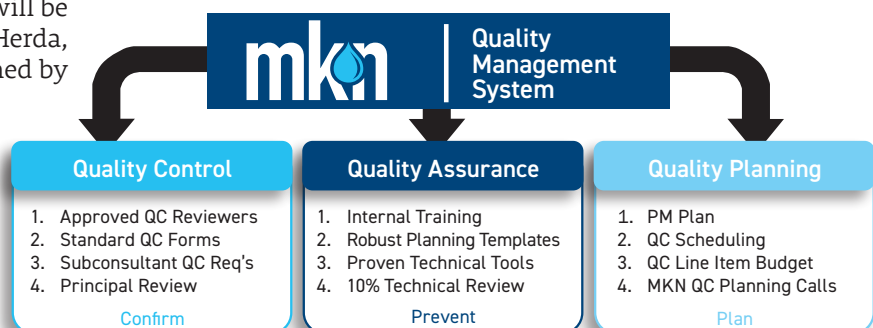 will be
Herda,
ned by
mkn
Quality
Management
System
Quality Control
1. Approved QC Reviewers
2. Standard QC Forms
3. Subconsultant QC Req's
4. Principal Review
Confirm
Quality Assurance
1. Internal Training
2. Robust Planning Templates
3. Proven Technical Tools
4. 10% Technical Review
Prevent
Quality Planning
1. PM Plan
2. QC Scheduling
3. QC Line Item Budget
4. MKN QC Planning Calls
Plan